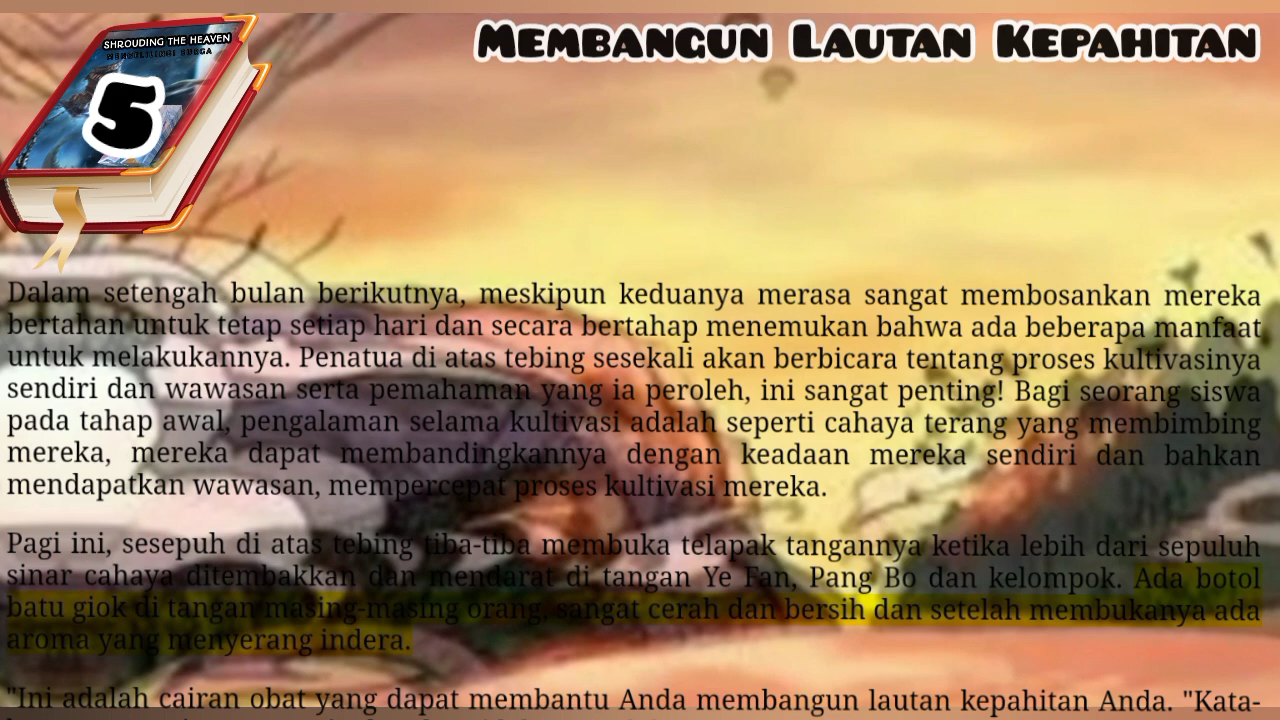 SHROUDING THE HEAVEN
5
Membangun Lautan Kepahitan
Dalam setengah bulan berikutnya, meskipun keduanya merasa sangat membosankan mereka
bertahan untuk tetap setiap hari dan secara bertahap menemukan bahwa ada beberapa manfaat
untuk melakukannya. Penatua di atas tebing sesekali akan berbicara tentang proses kultivasinya
sendiri dan wawasan serta pemahaman yang ia peroleh, ini sangat penting! Bagi seorang siswa
pada tahap awal, pengalaman selama kultivasi adalah seperti cahaya terang yang membimbing
mereka, mereka dapat membandingkannya dengan keadaan mereka sendiri dan bahkan
mendapatkan wawasan, mempercepat proses kultivasi mereka.
Pagi ini, sesepuh di atas tebing tiba-tiba membuka telapak tangannya ketika lebih dari sepuluh
sinar cahaya ditembakkan dan mendarat di tangan Ye Fan, Pang Bo dan kelompok. Ada botol
batu giok di tangan masing-masing orang, sangat cerah dan bersih dan setelah membukanya ada
aroma yang menyerang indera.
"Ini adalah cairan obat yang dapat membantu Anda membangun lautan kepahitan Anda. "Kata-